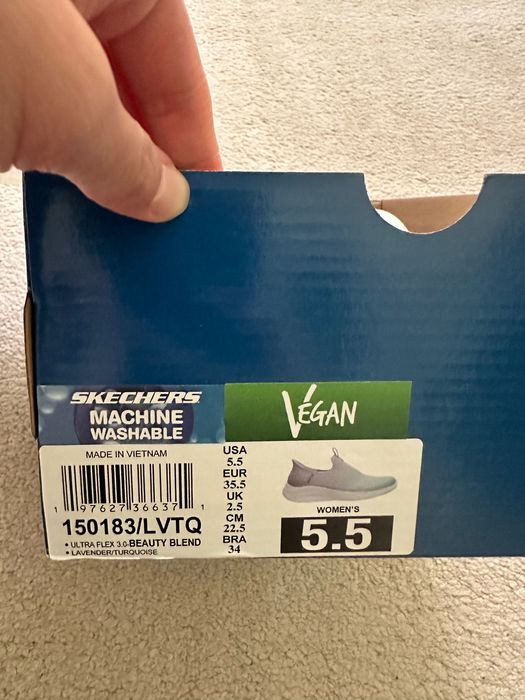 SKECHERS
MACHINE
WASHABLE
VEGAN
MADE IN VIETNAM
1 97627 36637 1
150183/LVTQ
• ULTRA FLEX 3.0-BEAUTY BLEND
• LAVENDER/TURQUOISE
USA
5.5
EUR
35.5
UK
2.5
CM
22.5
BRA
34
WOMEN'S
5.5